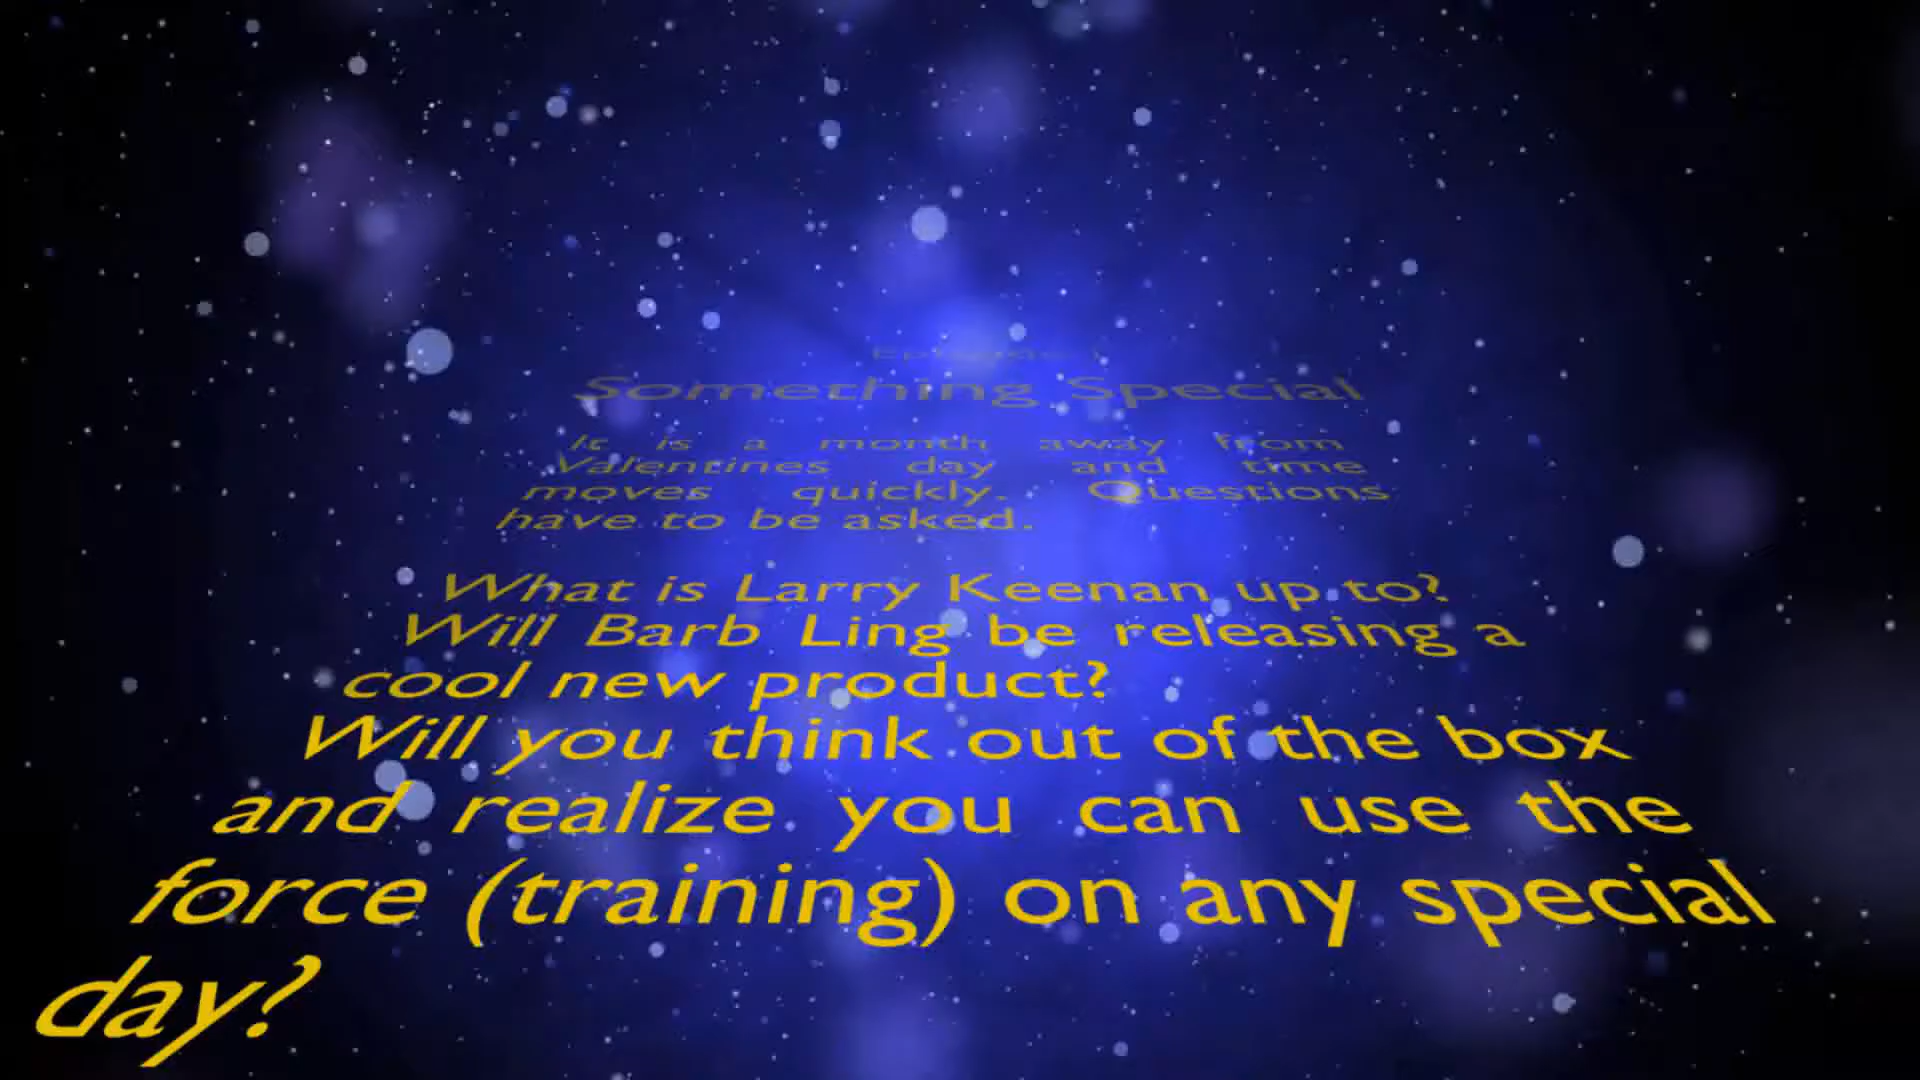 Something Special
It is a month away from
Valentines day and time
moves quickly. Questions
have to be asked.
What is Larry Keenan up to?
Will Barb Ling be releasing a
cool new product?
Will you think out of the box
and realize you can use the
force (training) on any special
day?